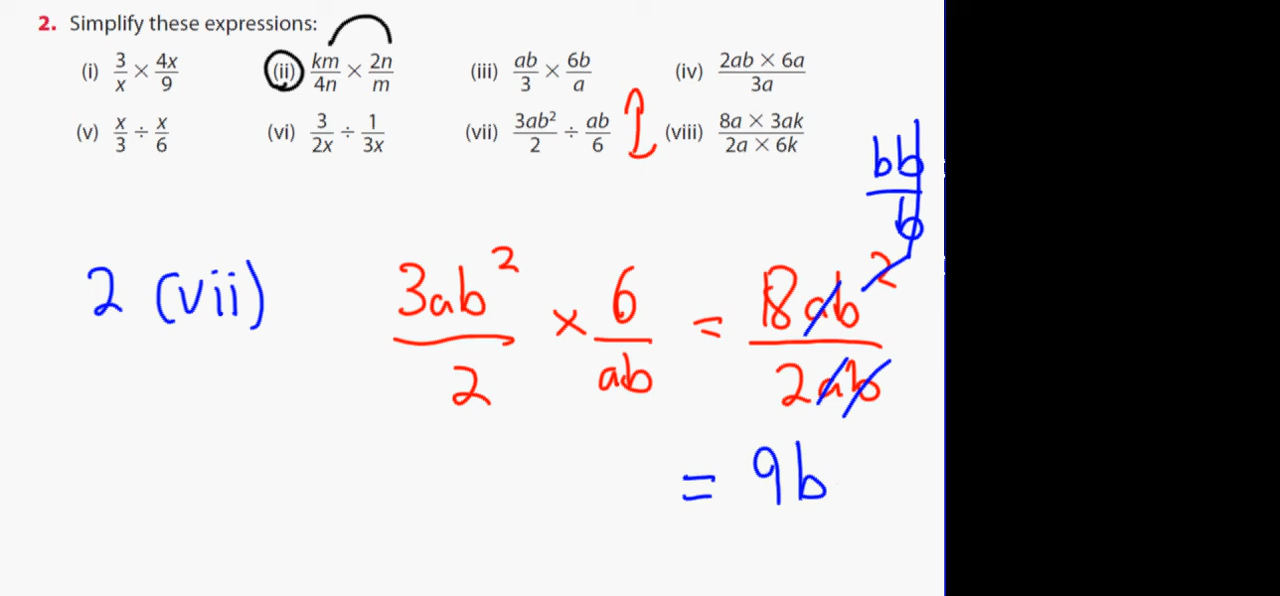 2. Simplify these expressions:
(i) 3/x × 4x/9 (ii) km/4n × 2n/m (iii) ab/3 × 6b/a (iv) 2ab × 6a/3a
(v) x/3 ÷ x/6 (vi) 3/2x ÷ 1/3x (vii) 3ab²/2 ÷ ab/6 (viii) 8a × 3ak/2a × 6k
bb/b
2 (vii) 3ab²/2 × 6/ab = 18ab²/2ab
= 9b